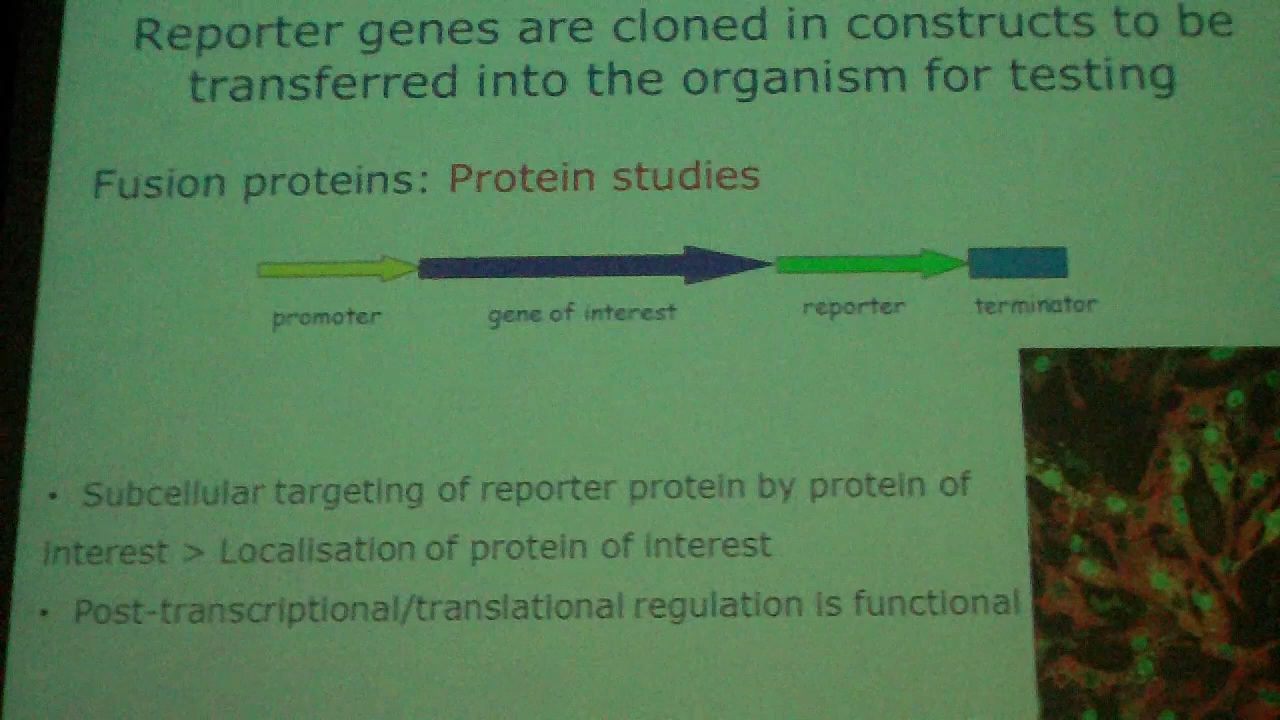 Reporter genes are cloned in constructs to be
transferred into the organism for testing
Fusion proteins: Protein studies
promoter gene of interest reporter terminator
• Subcellular targeting of reporter protein by protein of
interest > Localisation of protein of interest
• Post-transcriptional/translational regulation is functional